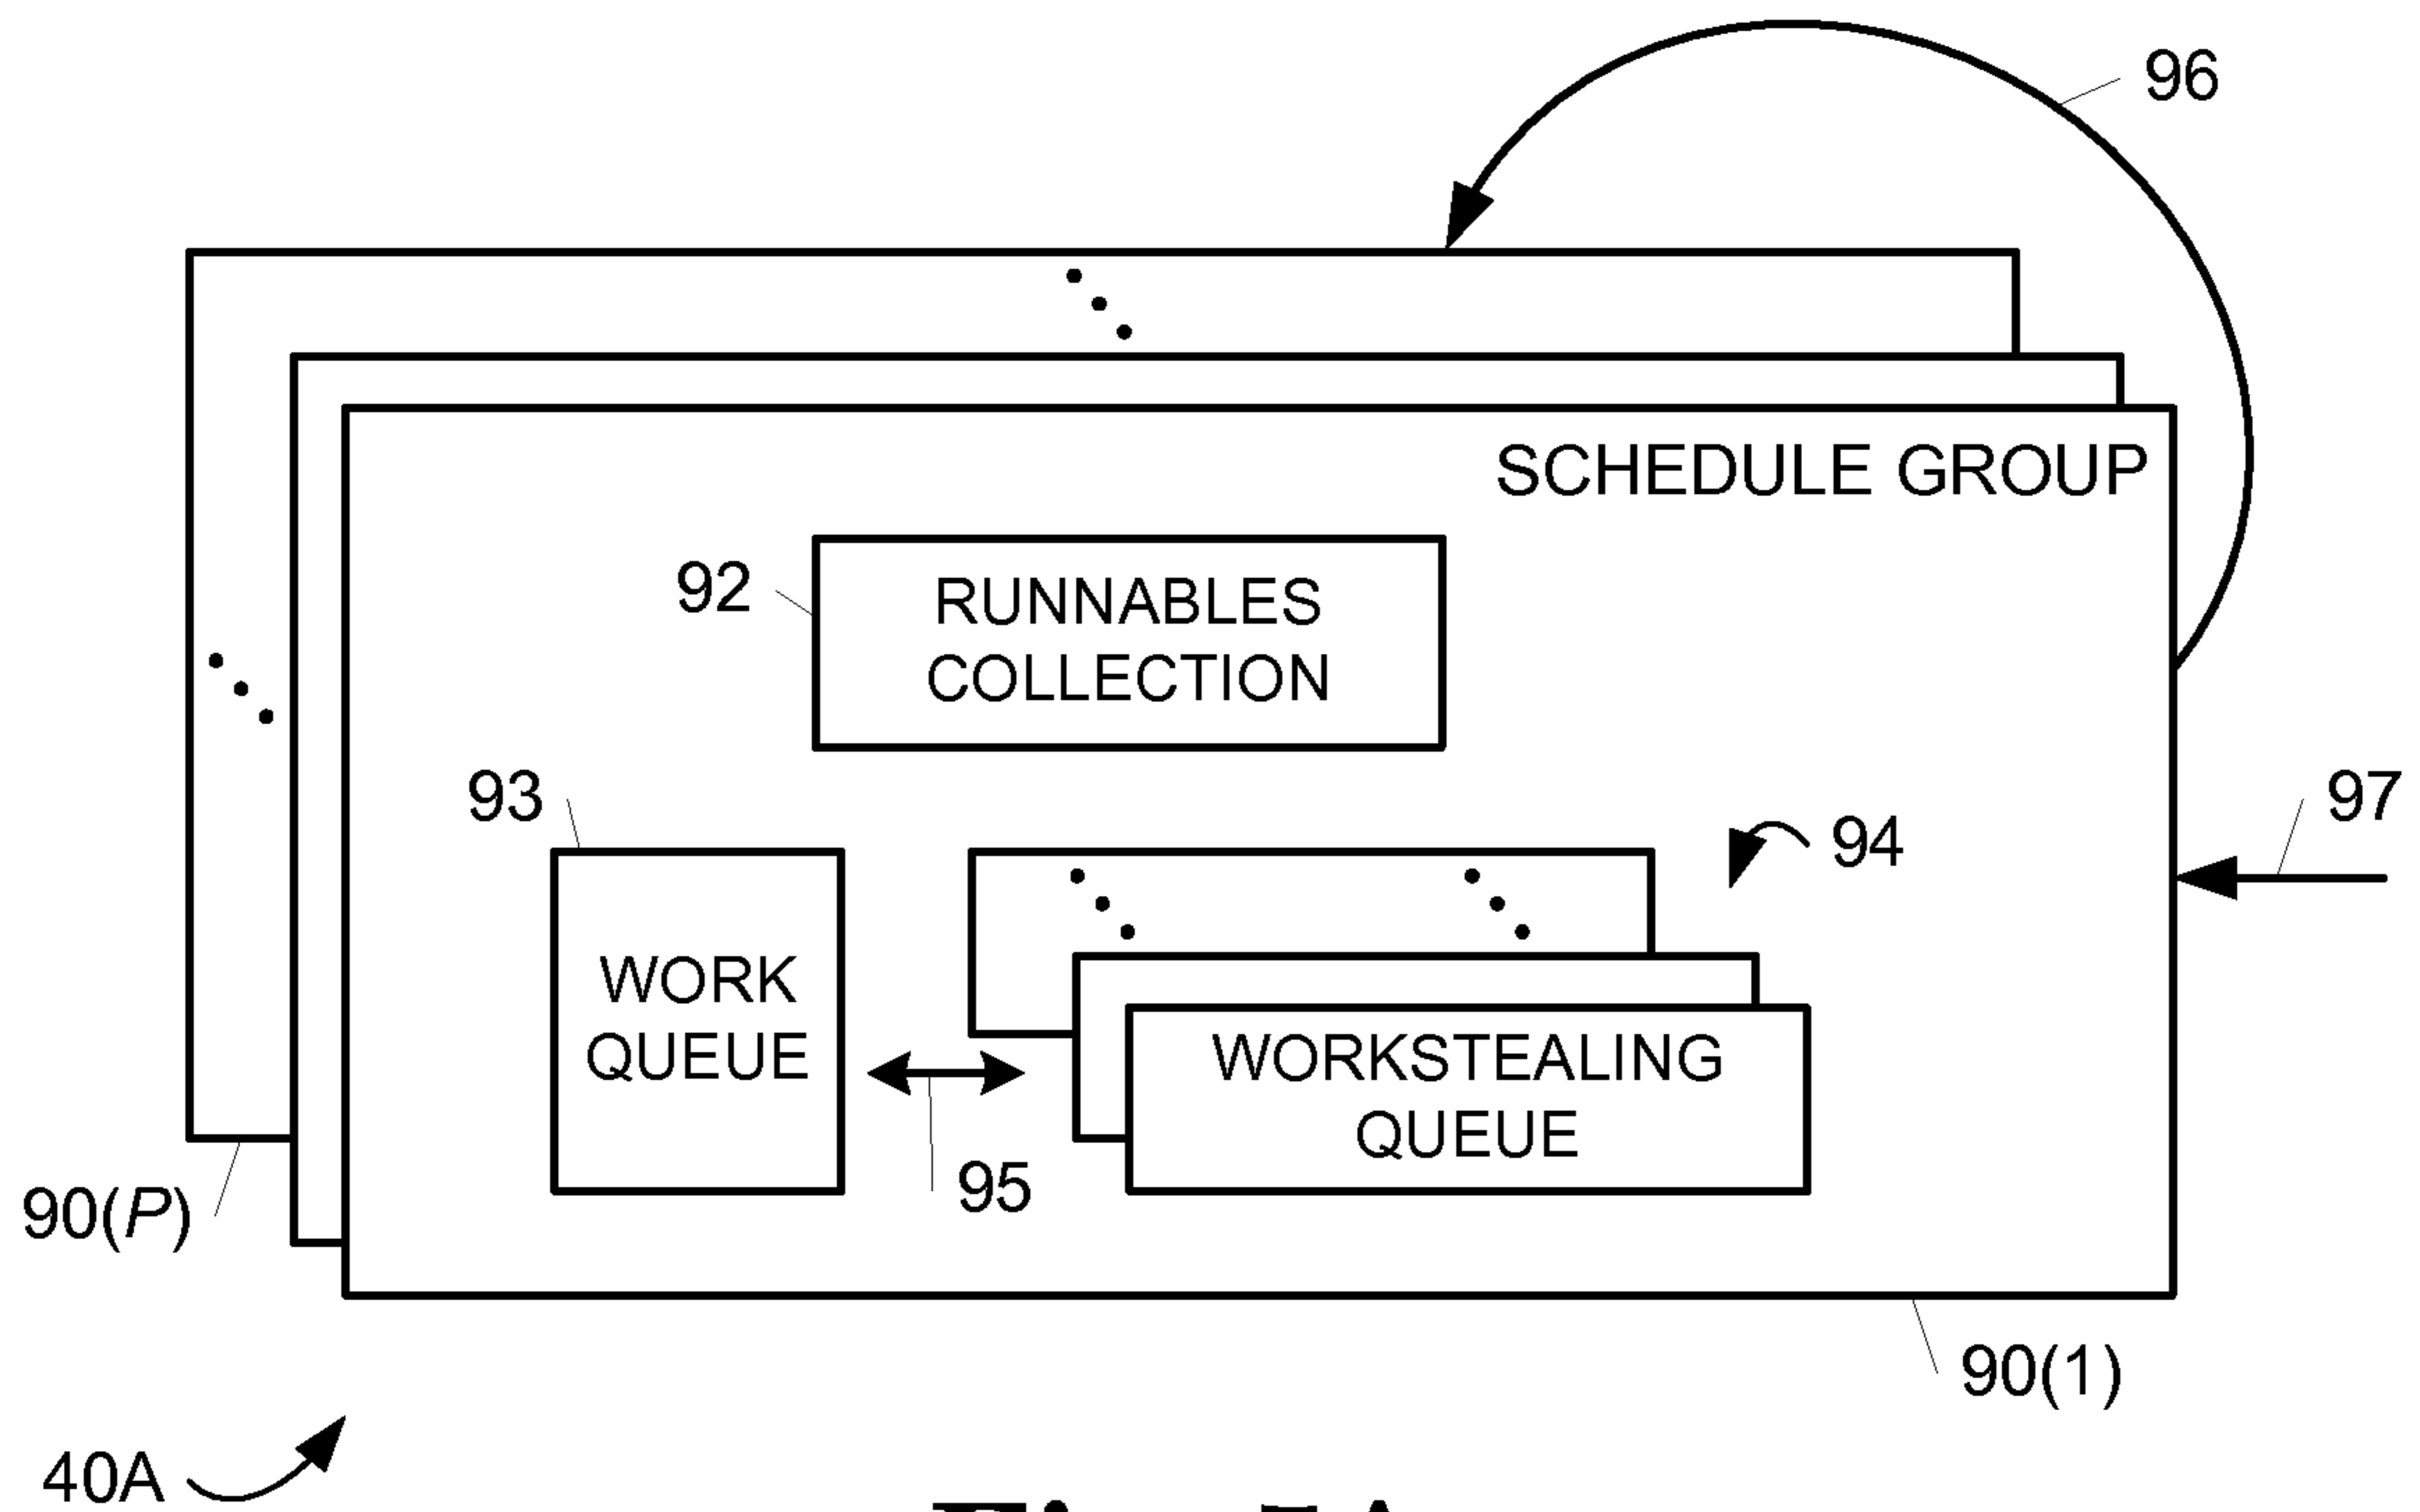 96
SCHEDULE GROUP
92
RUNNABLES
COLLECTION
93
97
94
WORK
QUEUE
WORKSTEALING
QUEUE
95
90(P)
90(1)
40A